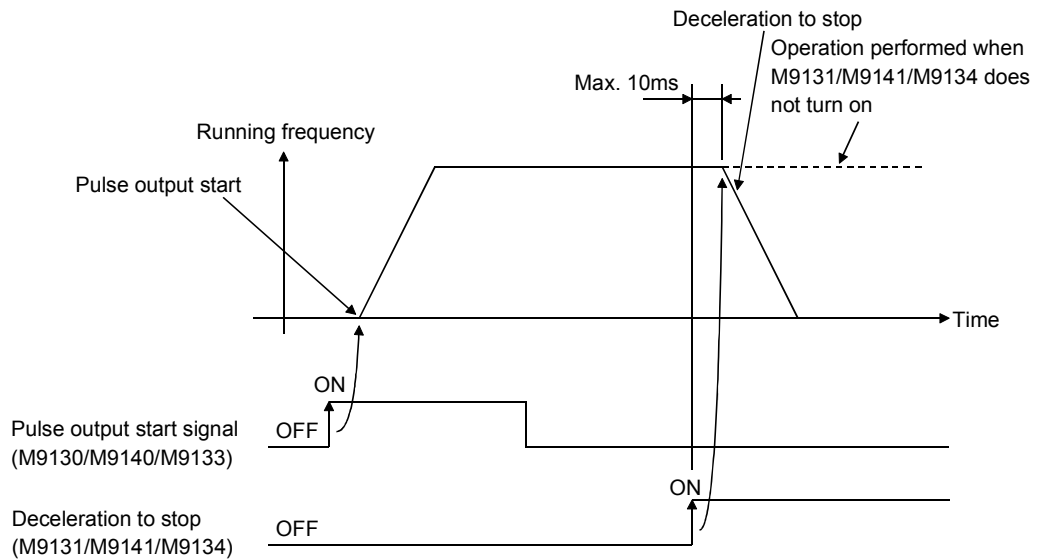 Deceleration to stop
Operation performed when
M9131/M9141/M9134 does
not turn on
Max. 10ms
Running frequency
Pulse output start
Time
ON
Pulse output start signal
(M9130/M9140/M9133)
OFF
ON
Deceleration to stop
(M9131/M9141/M9134)
OFF